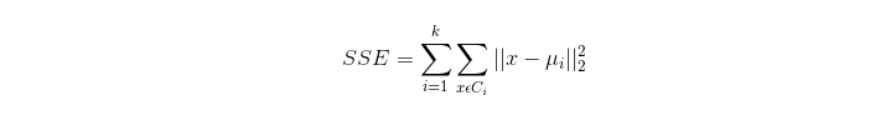 SSE = \sum_{i=1}^{k} \sum_{x \epsilon C_i} ||x - \mu_i||_2^2